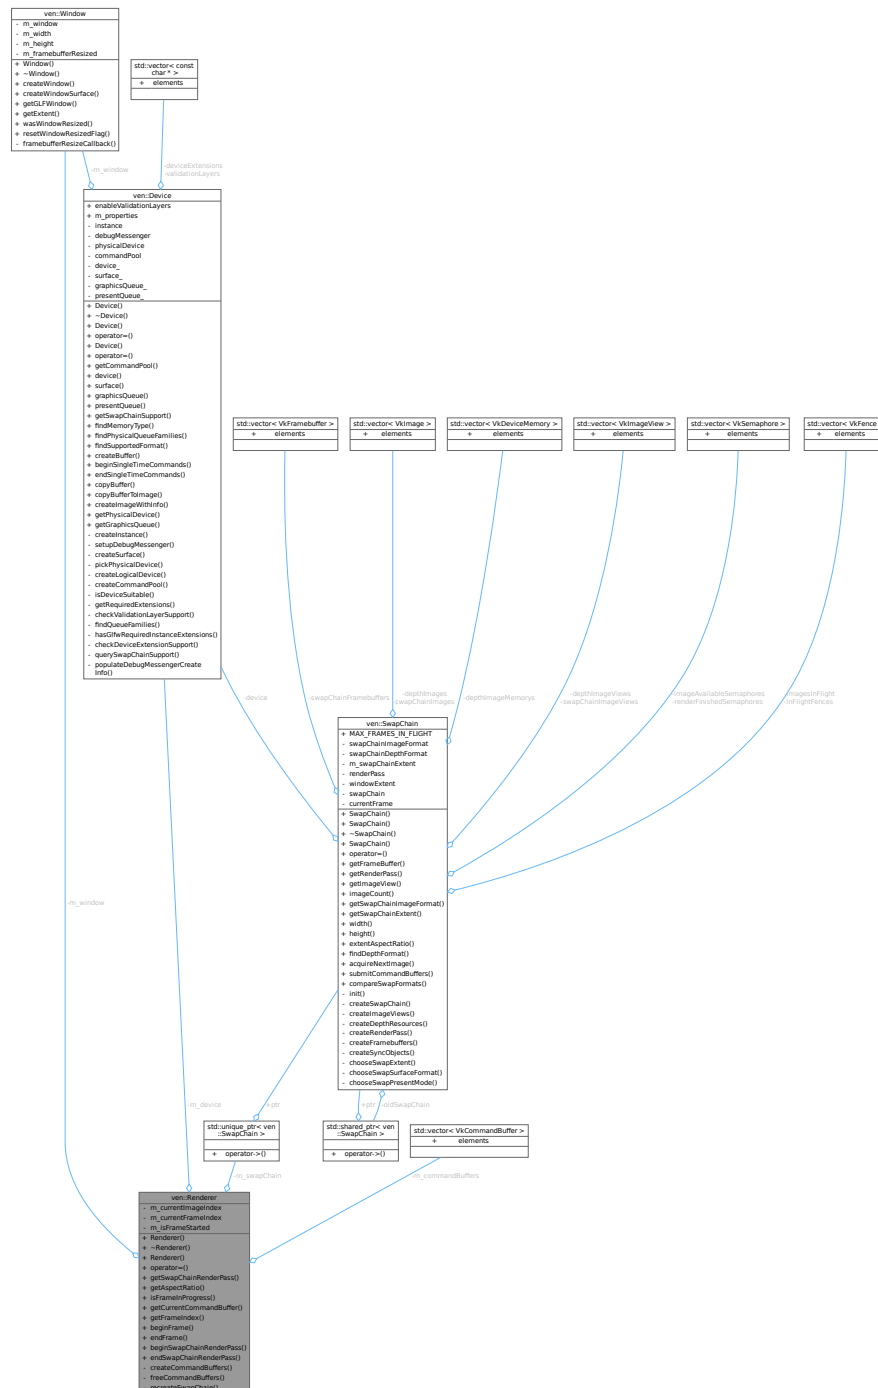 ven::Window
- m_window
- m_width
- m_height
- m_framebufferResized
+ Window()
+ ~Window()
+ createWindow()
+ createWindowSurface()
+ getGLFWindow()
+ getExtent()
+ wasWindowResized()
+ resetWindowResizedFlag()
- framebufferResizeCallback()
std::vector< const
char * >
+ elements
-m_window
-deviceExtensions
-validationLayers
ven::Device
+ enableValidationLayers
+ m_properties
- instance
- debugMessenger
- physicalDevice
- commandPool
- device_
- surface_
- graphicsQueue_
- presentQueue_
+ Device()
+ ~Device()
+ Device()
+ operator=()
+ Device()
+ operator=()
+ getCommandPool()
+ device()
+ surface()
+ graphicsQueue()
+ presentQueue()
+ getSwapChainSupport()
+ findMemoryType()
+ findPhysicalQueueFamilies()
+ findSupportedFormat()
+ createBuffer()
+ beginSingleTimeCommands()
+ endSingleTimeCommands()
+ copyBuffer()
+ copyBufferToImage()
+ createImageWithInfo()
+ getPhysicalDevice()
+ getGraphicsQueue()
- createInstance()
- setupDebugMessenger()
- createSurface()
- pickPhysicalDevice()
- createLogicalDevice()
- createCommandPool()
- isDeviceSuitable()
- getRequiredExtensions()
- checkValidationLayerSupport()
- findQueueFamilies()
- hasGlfwRequiredInstanceExtensions()
- checkDeviceExtensionSupport()
- querySwapChainSupport()
- populateDebugMessengerCreate
Info()
std::vector< VkFramebuffer >
+ elements
std::vector< VkImage >
+ elements
std::vector< VkDeviceMemory >
+ elements
std::vector< VkImageView >
+ elements
std::vector< VkSemaphore >
+ elements
std::vector< VkFence
+ elements
-device
-swapChainFramebuffers
-depthImages
-swapChainImages
-depthImageMemorys
-depthImageViews
-swapChainImageViews
-imageAvailableSemaphores
-renderFinishedSemaphores
-imagesInFlight
-inFlightFences
ven::SwapChain
+ MAX_FRAMES_IN_FLIGHT
- swapChainImageFormat
- swapChainDepthFormat
- m_swapChainExtent
- renderPass
- windowExtent
- swapChain
- currentFrame
+ SwapChain()
+ SwapChain()
+ ~SwapChain()
+ SwapChain()
+ operator=()
+ getFrameBuffer()
+ getRenderPass()
+ getImageView()
+ imageCount()
+ getSwapChainImageFormat()
+ getSwapChainExtent()
+ width()
+ height()
+ extentAspectRatio()
+ findDepthFormat()
+ acquireNextImage()
+ submitCommandBuffers()
+ compareSwapFormats()
- init()
- createSwapChain()
- createImageViews()
- createDepthResources()
- createRenderPass()
- createFramebuffers()
- createSyncObjects()
- chooseSwapExtent()
- chooseSwapSurfaceFormat()
- chooseSwapPresentMode()
-m_window
-m_device
+ptr
+ptr
-oldSwapChain
std::unique_ptr< ven
::SwapChain >
+ operator->()
std::shared_ptr< ven
::SwapChain >
+ operator->()
std::vector< VkCommandBuffer >
+ elements
-m_swapChain
-m_commandBuffers
ven::Renderer
- m_currentImageIndex
- m_currentFrameIndex
- m_isFrameStarted
+ Renderer()
+ ~Renderer()
+ Renderer()
+ operator=()
+ getSwapChainRenderPass()
+ getAspectRatio()
+ isFrameInProgress()
+ getCurrentCommandBuffer()
+ getFrameIndex()
+ beginFrame()
+ endFrame()
+ beginSwapChainRenderPass()
+ endSwapChainRenderPass()
- createCommandBuffers()
- freeCommandBuffers()
- recreateSwapChain()